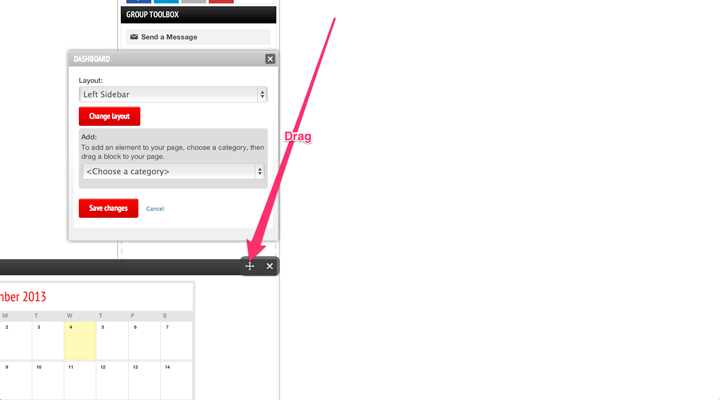 GROUP TOOLBOX
Send a Message
DASHBOARD
Layout:
Left Sidebar
Change layout
Drag
Add:
To add an element to your page, choose a category, then
drag a block to your page.
<Choose a category>
Save changes Cancel
mber 2013
M T W T F S
2 3 4 5 6 7
9 10 11 12 13 14